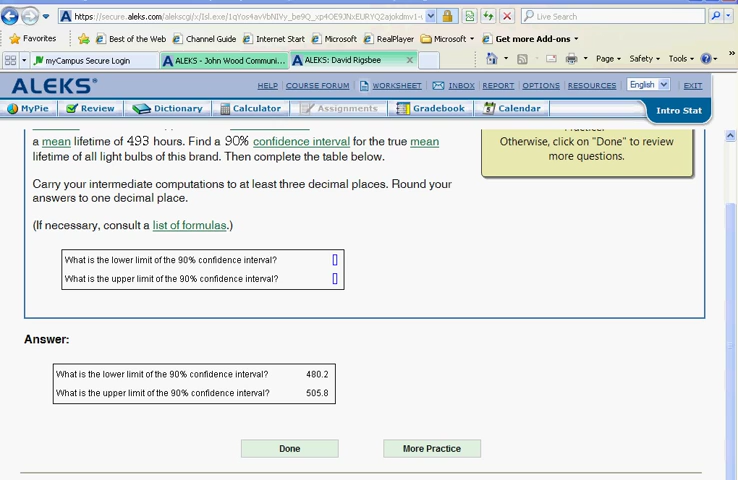 https://secure.aleks.com/alekscgi/x/Isl.exe/1qYos4avVbNIVy_be9Q_xp4OE9JNxEURYQ2ajokdmv1-
Live Search
Favorites Best of the Web Channel Guide Internet Start Microsoft RealPlayer Microsoft Get more Add-ons
myCampus Secure Login ALEKS - John Wood Communi... ALEKS: David Rigsbee Page Safety Tools
ALEKS HELP COURSE FORUM WORKSHEET INBOX REPORT OPTIONS RESOURCES English EXIT
MyPie Review Dictionary Calculator Assignments Gradebook Calendar Intro Stat
a mean lifetime of 493 hours. Find a 90% confidence interval for the true mean
lifetime of all light bulbs of this brand. Then complete the table below.
Otherwise, click on "Done" to review
more questions.
Carry your intermediate computations to at least three decimal places. Round your
answers to one decimal place.
(If necessary, consult a list of formulas.)
What is the lower limit of the 90% confidence interval?
What is the upper limit of the 90% confidence interval?
Answer:
What is the lower limit of the 90% confidence interval? 480.2
What is the upper limit of the 90% confidence interval? 505.8
Done More Practice